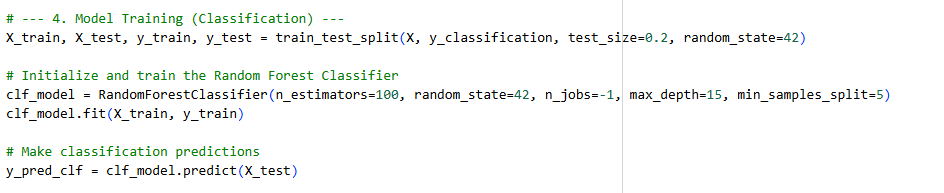 # --- 4. Model Training (Classification) ---
X_train, X_test, y_train, y_test = train_test_split(X, y_classification, test_size=0.2, random_state=42)
# Initialize and train the Random Forest Classifier
clf_model = RandomForestClassifier(n_estimators=100, random_state=42, n_jobs=-1, max_depth=15, min_samples_split=5)
clf_model.fit(X_train, y_train)
# Make classification predictions
y_pred_clf = clf_model.predict(X_test)